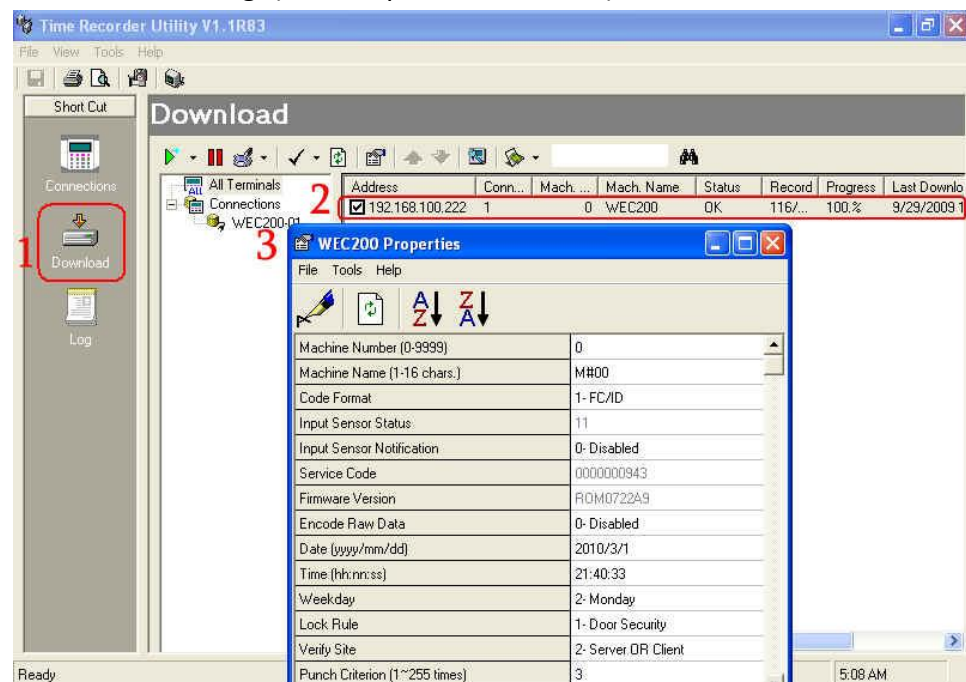 Time Recorder Utility V1.1R83
File View Tools Help
Short Cut
Connections
1
Download
Log
Download
All Terminals
Connections
WEC200-01
2
Address Conn... Mach. ... Mach. Name Status Record Progress Last Downlo
192.168.100.222 1 0 WEC200 OK 116/... 100.% 9/29/2009 1
3
WEC200 Properties
File Tools Help
Machine Number (0-9999) 0
Machine Name (1-16 chars.) M#00
Code Format 1- FC/ID
Input Sensor Status 11
Input Sensor Notification 0- Disabled
Service Code 0000000943
Firmware Version ROM0722A9
Encode Raw Data 0- Disabled
Date (yyyy/mm/dd) 2010/3/1
Time (hh:nn:ss) 21:40:33
Weekday 2- Monday
Lock Rule 1- Door Security
Verify Site 2- Server OR Client
Punch Criterion (1~255 times) 3
Ready 5:08 AM